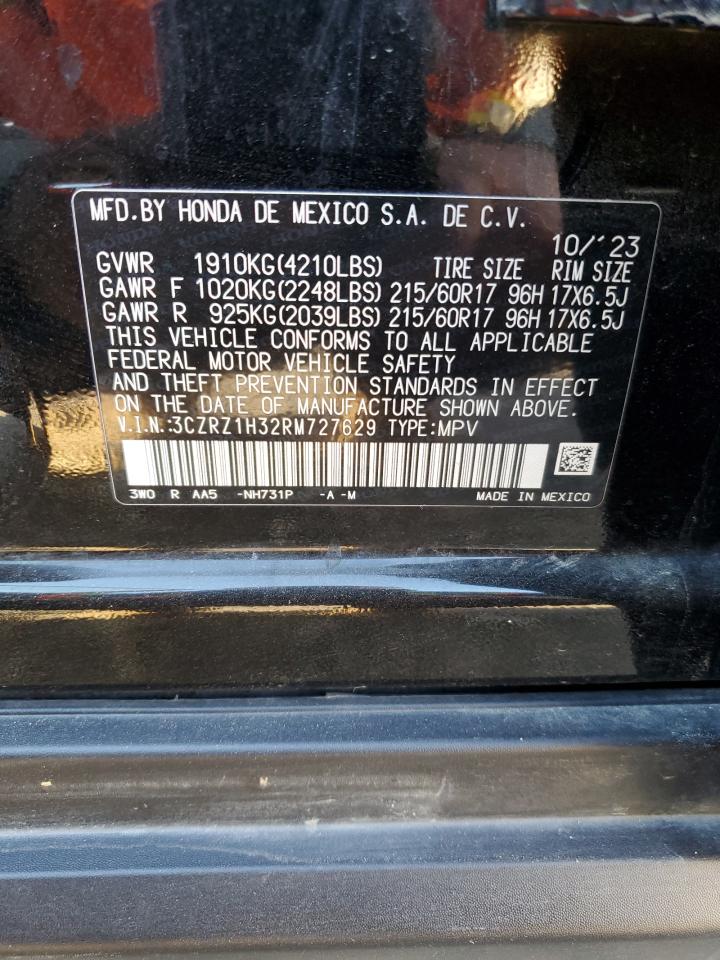 MFD.BY HONDA DE MEXICO S.A. DE C.V.
10/'23
GVWR 1910KG(4210LBS) TIRE SIZE RIM SIZE
GAWR F 1020KG(2248LBS) 215/60R17 96H 17X6.5J
GAWR R 925KG(2039LBS) 215/60R17 96H 17X6.5J
THIS VEHICLE CONFORMS TO ALL APPLICABLE
FEDERAL MOTOR VEHICLE SAFETY
AND THEFT PREVENTION STANDARDS IN EFFECT
ON THE DATE OF MANUFACTURE SHOWN ABOVE.
V.I.N.:3CZRZ1H32RM727629 TYPE:MPV
3W0 R AA5 -NH731P -A -M MADE IN MEXICO